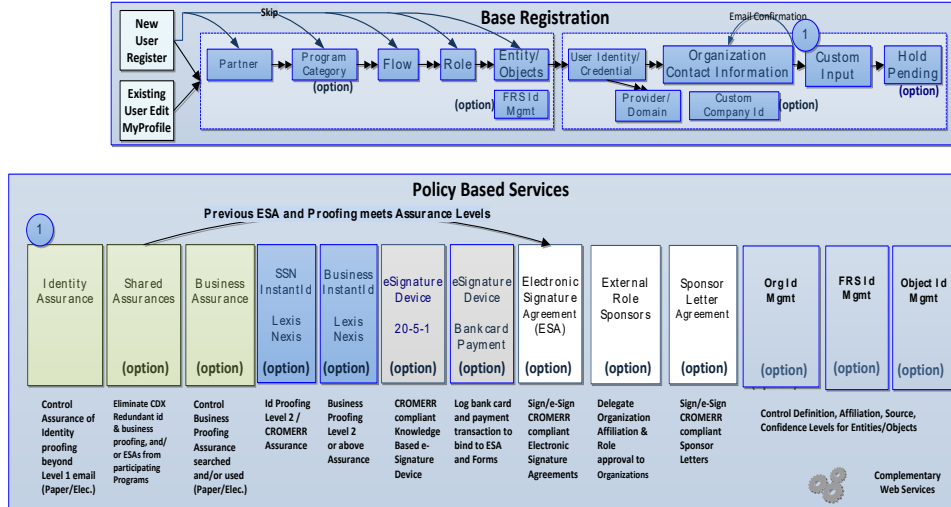 Base Registration
New
User
Register
Skip
Email Confirmation
1
Partner
Program
Category
(option)
Flow
Role
Entity/
Objects
User Identity/
Credential
Organization
Contact Information
Custom
Input
Hold
Pending
(option)
Existing
User Edit
MyProfile
(option)
FRSId
Mgmt
Provider/
Domain
Custom
Company Id
(option)
Policy Based Services
Previous ESA and Proofing meets Assurance Levels
1
Identity
Assurance
Shared
Assurances
(option)
Business
Assurance
(option)
SSN
InstantId
Lexis
Nexis
(option)
Business
InstantId
Lexis
Nexis
(option)
eSignature
Device
20-5-1
(option)
eSignature
Device
Bankcard
Payment
(option)
Electronic
Signature
Agreement
(ESA)
(option)
External
Role
Sponsors
(option)
Sponsor
Letter
Agreement
(option)
OrgId
Mgmt
(option)
FRSId
Mgmt
(option)
Object Id
Mgmt
(option)
Control
Assurance of
Identity
proofing
beyond
Level 1 email
(Paper/Elec.)
Eliminate CDX
Redundant id
& business
proofing, and/
or ESAs from
participating
Programs
Control
Business
Proofing
Assurance
searched
and/or used
(Paper/Elec.)
Id Proofing
Level 2 /
CROMERR
Assurance
Business
Proofing
Level 2
or above
Assurance
CROMERR
compliant
Knowledge
Based e-
Signature
Device
Log bank card
and payment
transaction to
bind to ESA
and Forms
Sign/e-Sign
CROMERR
compliant
Electronic
Signature
Agreements
Delegate
Organization
Affiliation &
Role
approval to
Organizations
Sign/e-Sign
CROMERR
compliant
Sponsor
Letters
Control Definition, Affiliation, Source,
Confidence Levels for Entities/Objects
Complementary
Web Services